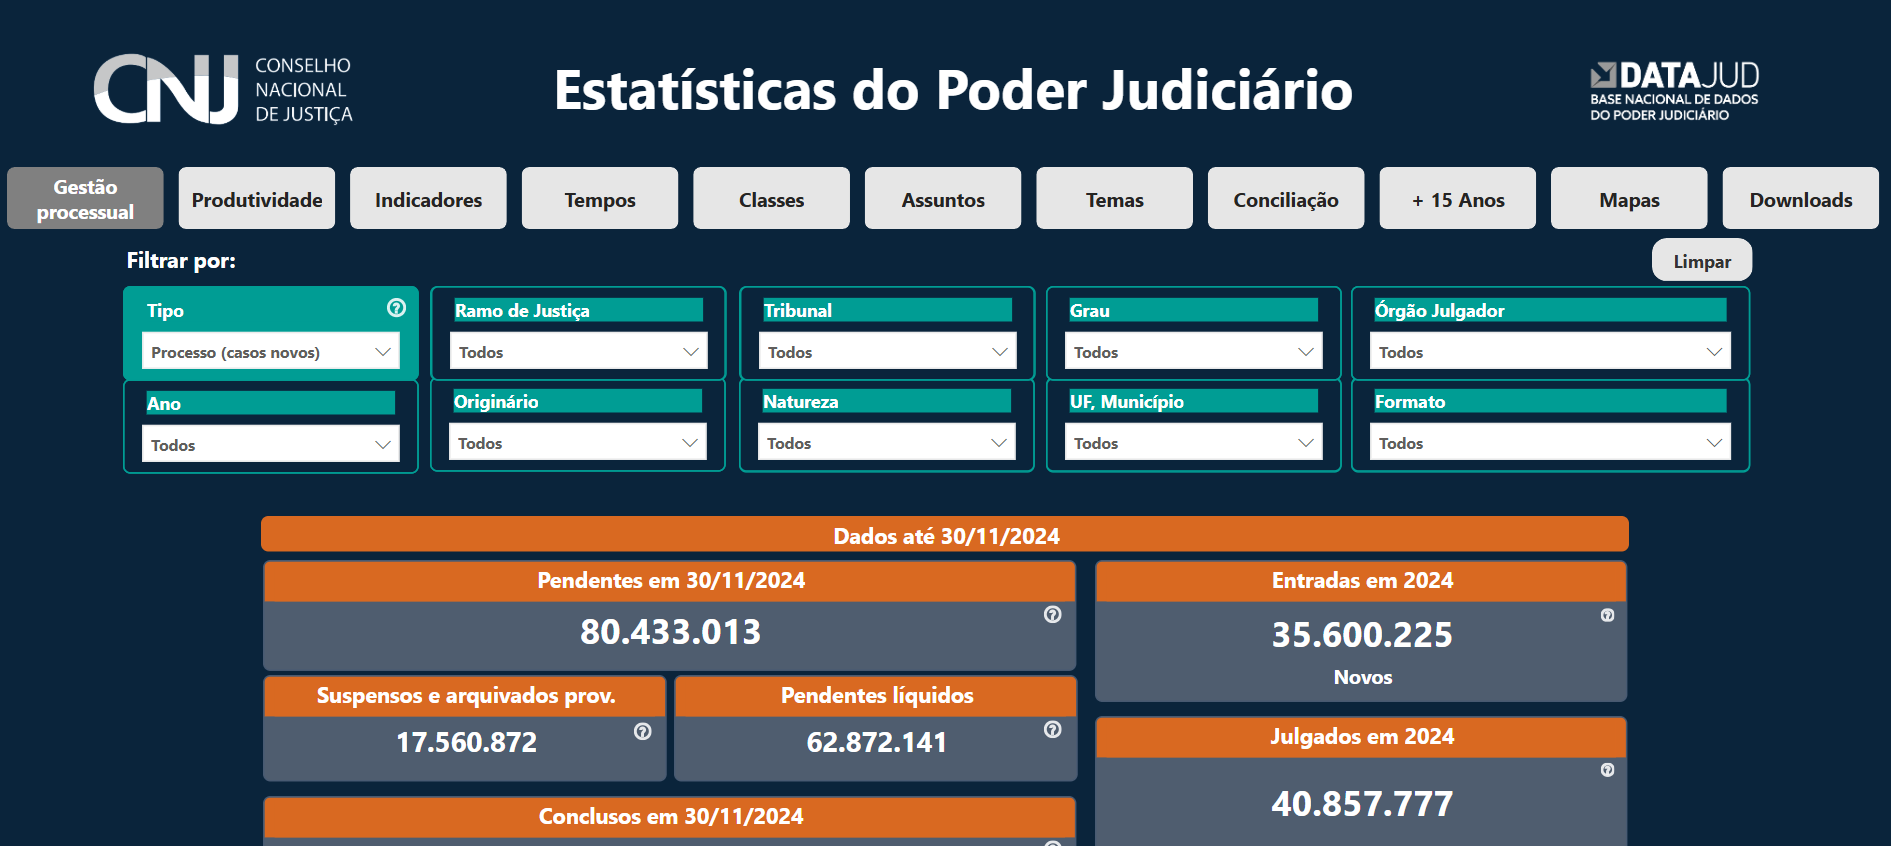 CNJ
CONSELHO
NACIONAL
DE JUSTIÇA
Estatísticas do Poder Judiciário
DATAJUD
BASE NACIONAL DE DADOS
DO PODER JUDICIÁRIO
Gestão
processual
Produtividade
Indicadores
Tempos
Classes
Assuntos
Temas
Conciliação
+ 15 Anos
Mapas
Downloads
Filtrar por:
Limpar
Tipo
?
Ramo de Justiça
Tribunal
Grau
Órgão Julgador
Processo (casos novos)
Todos
Todos
Todos
Todos
Ano
Originário
Natureza
UF, Município
Formato
Todos
Todos
Todos
Todos
Todos
Dados até 30/11/2024
Pendentes em 30/11/2024
?
80.433.013
Entradas em 2024
?
35.600.225
Novos
Suspensos e arquivados prov.
?
17.560.872
Pendentes líquidos
?
62.872.141
Julgados em 2024
?
40.857.777
Conclusos em 30/11/2024